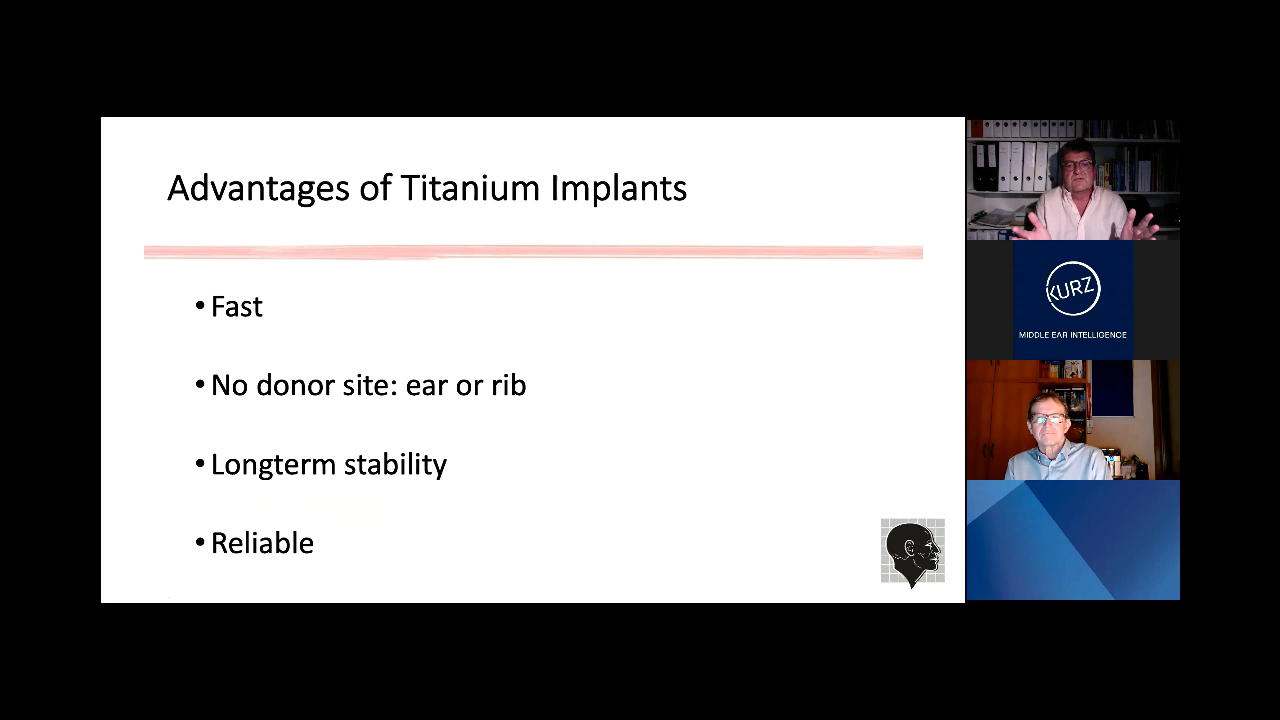 Advantages of Titanium Implants
• Fast
• No donor site: ear or rib
• Longterm stability
• Reliable
KURZ
MIDDLE EAR INTELLIGENCE